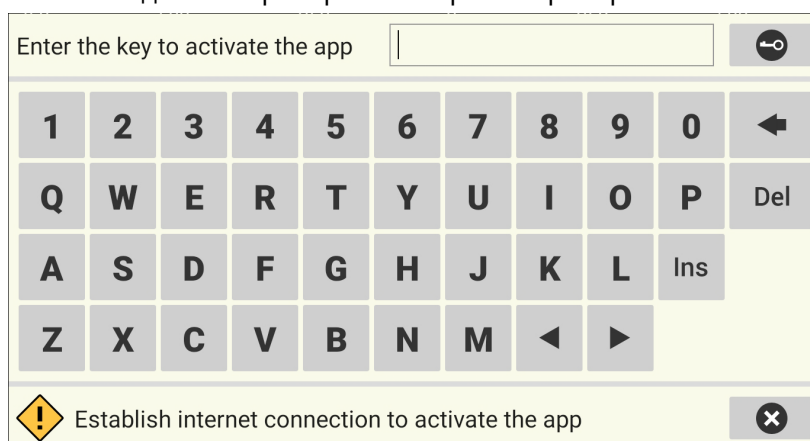 Enter the key to activate the app
1 2 3 4 5 6 7 8 9 0
Q W E R T Y U I O P Del
A S D F G H J K L Ins
Z X C V B N M
Establish internet connection to activate the app